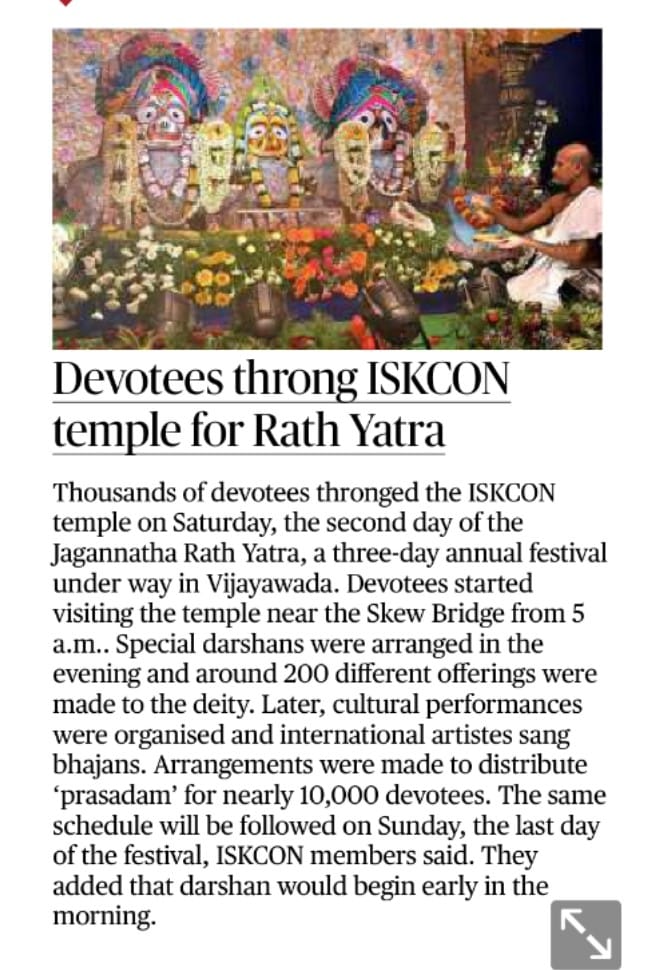 Devotees throng ISKCON
temple for Rath Yatra
Thousands of devotees thronged the ISKCON
temple on Saturday, the second day of the
Jagannatha Rath Yatra, a three-day annual festival
under way in Vijayawada. Devotees started
visiting the temple near the Skew Bridge from 5
a.m.. Special darshans were arranged in the
evening and around 200 different offerings were
made to the deity. Later, cultural performances
were organised and international artistes sang
bhajans. Arrangements were made to distribute
‘prasadam’ for nearly 10,000 devotees. The same
schedule will be followed on Sunday, the last day
of the festival, ISKCON members said. They
added that darshan would begin early in the
morning.